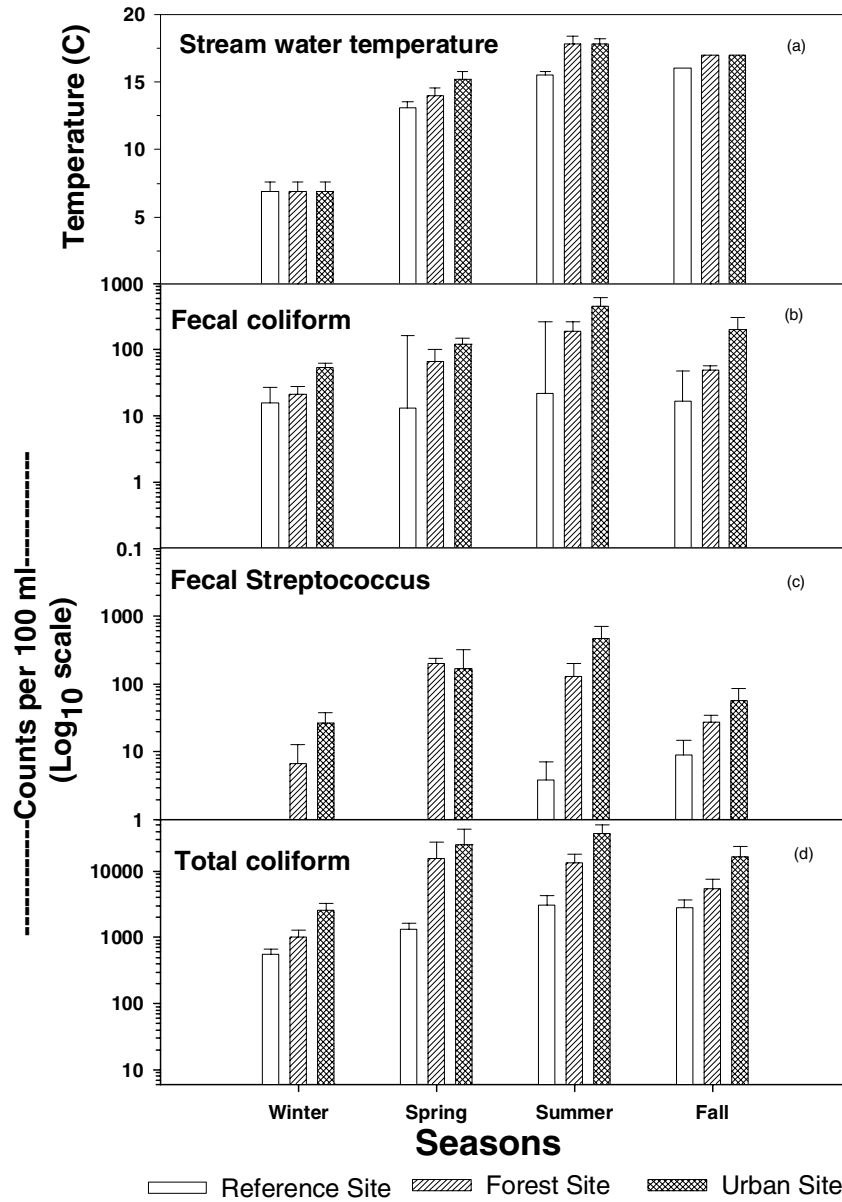 20
Stream water temperature
(a)
15
10
5
Temperature (C)
1000
Fecal coliform
(b)
100
10
1
0.1
Fecal Streptococcus
(c)
1000
100
10
1
Total coliform
(d)
10000
1000
100
10
-----------Counts per 100 ml------------
(Log10 scale)
Winter Spring Summer Fall
Seasons
Reference Site Forest Site Urban Site